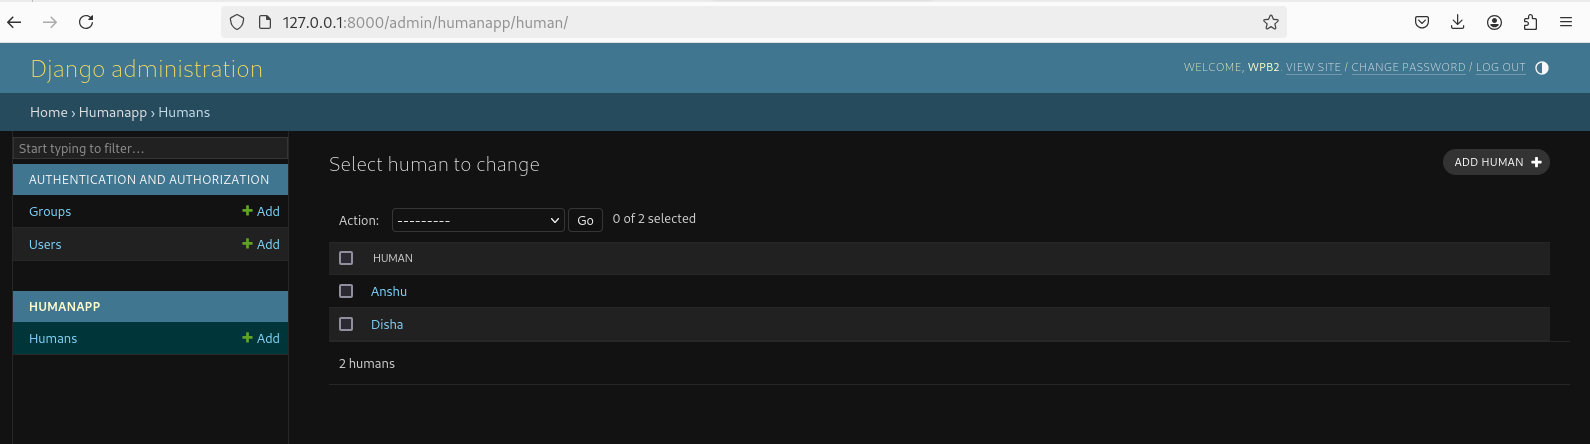 127.0.0.1:8000/admin/humanapp/human/
Django administration
WELCOME, WPB2. VIEW SITE / CHANGE PASSWORD / LOG OUT
Home › Humanapp › Humans
Start typing to filter...
AUTHENTICATION AND AUTHORIZATION
Groups + Add
Users + Add
HUMANAPP
Humans + Add
Select human to change
ADD HUMAN +
Action: --------- Go 0 of 2 selected
HUMAN
Anshu
Disha
2 humans